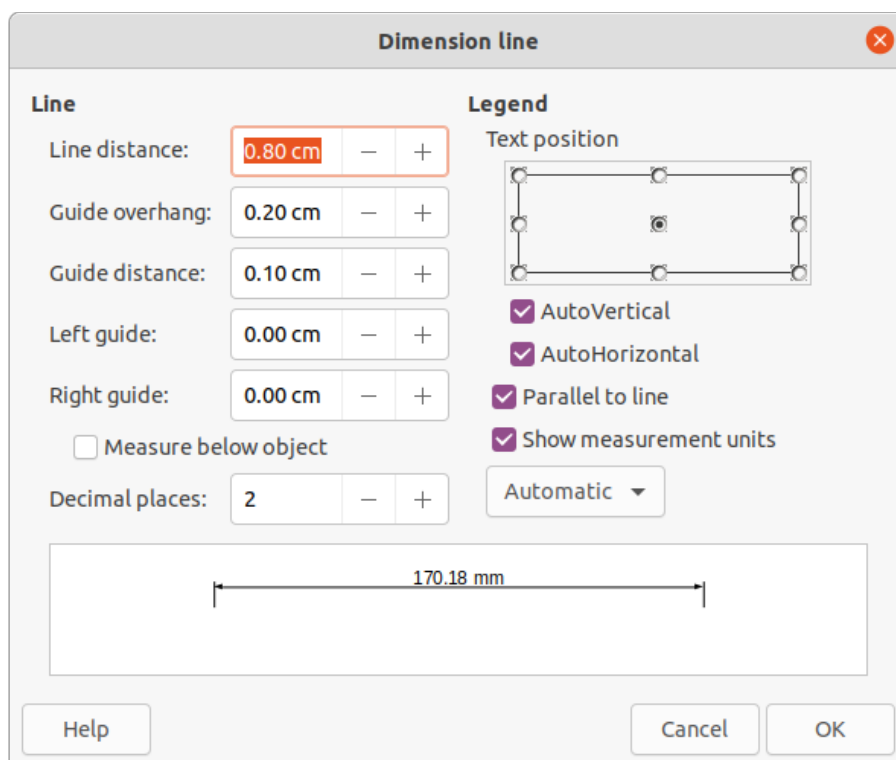 Dimension line
Line
Line distance: 0.80 cm
Guide overhang: 0.20 cm
Guide distance: 0.10 cm
Left guide: 0.00 cm
Right guide: 0.00 cm
Measure below object
Decimal places: 2
Legend
Text position
AutoVertical
AutoHorizontal
Parallel to line
Show measurement units
Automatic
170.18 mm
Help Cancel OK